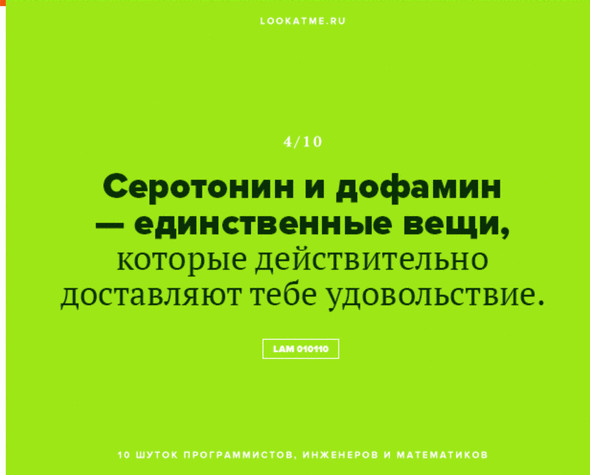 LOOKATME.RU
4/10
Серотонин и дофамин
— единственные вещи,
которые действительно
доставляют тебе удовольствие.
LAM 010110
10 ШУТОК ПРОГРАММИСТОВ, ИНЖЕНЕРОВ И МАТЕМАТИКОВ